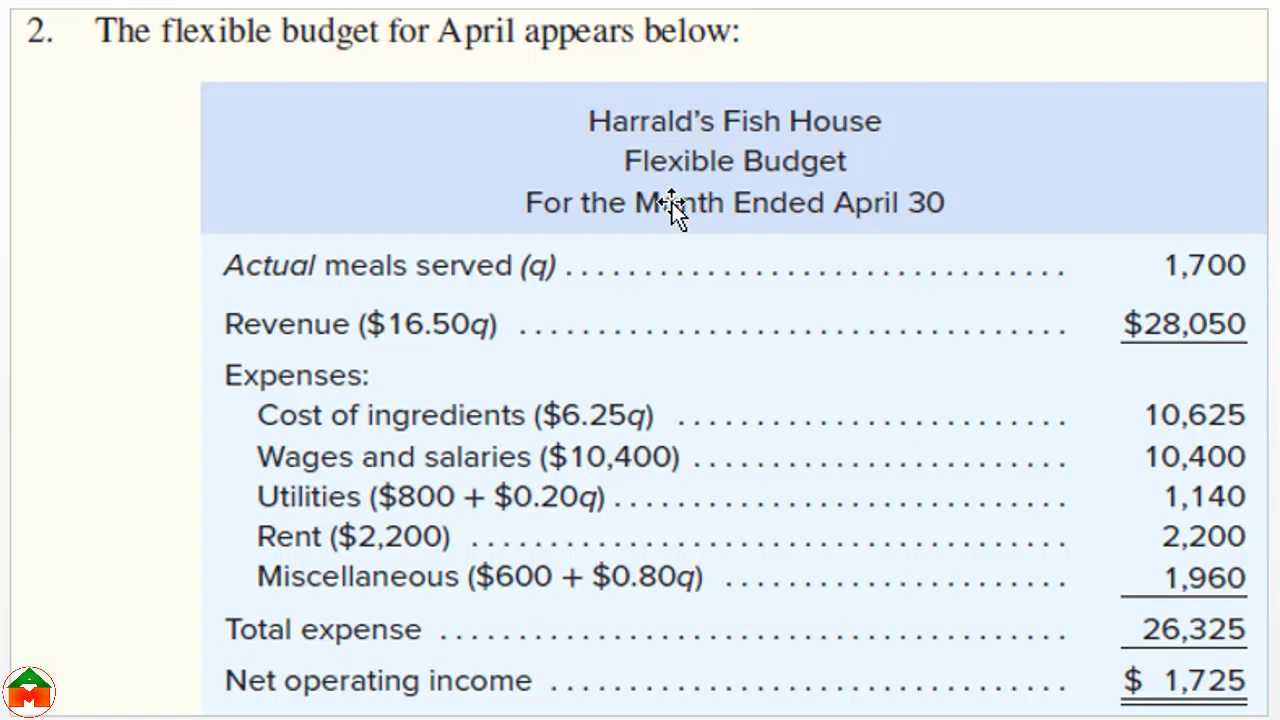 2. The flexible budget for April appears below:
Harrald's Fish House
Flexible Budget
For the Month Ended April 30
Actual meals served (q) . . . . . . . . . . . . . . . . . . . . . . . . . . . . . . . . 1,700
Revenue ($16.50q) . . . . . . . . . . . . . . . . . . . . . . . . . . . . . . . . . . . $28,050
Expenses:
Cost of ingredients ($6.25q) . . . . . . . . . . . . . . . . . . . . . . . . . 10,625
Wages and salaries ($10,400) . . . . . . . . . . . . . . . . . . . . . . . . 10,400
Utilities ($800 + $0.20q) . . . . . . . . . . . . . . . . . . . . . . . . . . . . . 1,140
Rent ($2,200) . . . . . . . . . . . . . . . . . . . . . . . . . . . . . . . . . . . . . . 2,200
Miscellaneous ($600 + $0.80q) . . . . . . . . . . . . . . . . . . . . . . 1,960
Total expense . . . . . . . . . . . . . . . . . . . . . . . . . . . . . . . . . . . . . . . . 26,325
Net operating income . . . . . . . . . . . . . . . . . . . . . . . . . . . . . . . . . $ 1,725
A
M